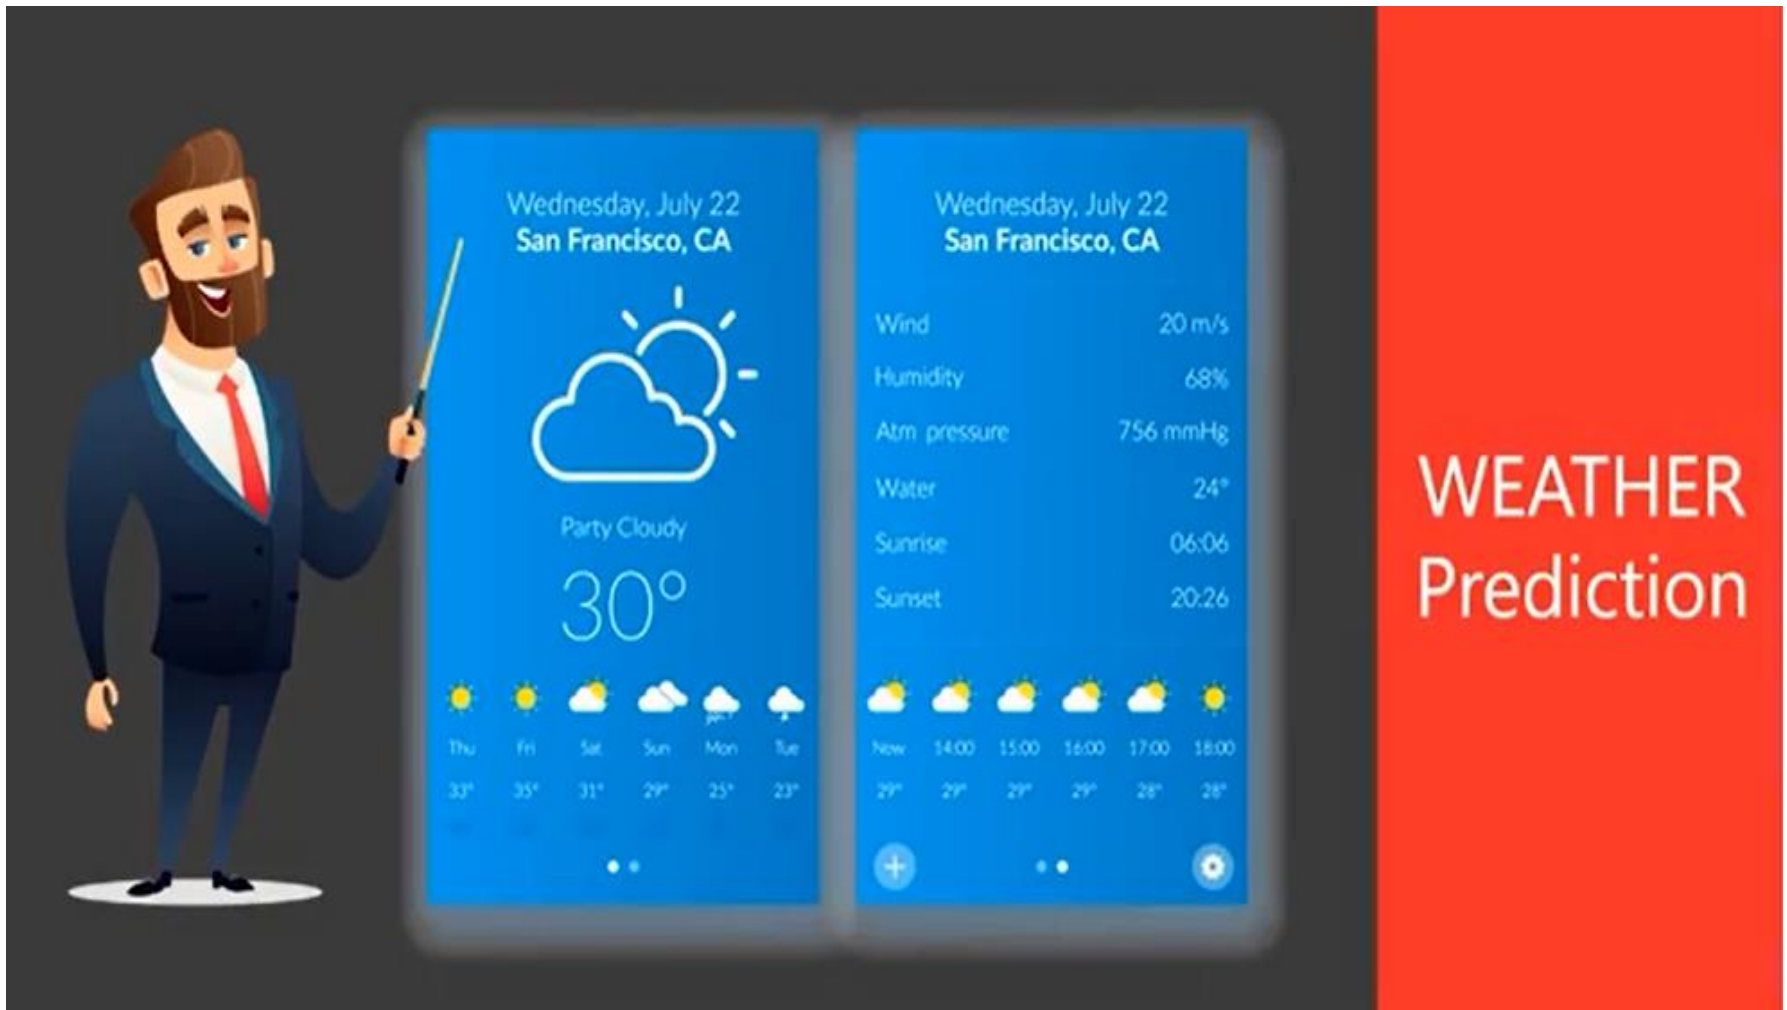 Wednesday, July 22
San Francisco, CA
Party Cloudy
30°
Thu Fri Sat Sun Mon Tue
33° 35° 31° 29° 25° 23°
Wednesday, July 22
San Francisco, CA
Wind 20 m/s
Humidity 68%
Atm pressure 756 mmHg
Water 24°
Sunrise 06:06
Sunset 20:26
Now 14:00 15:00 16:00 17:00 18:00
29° 29° 29° 29° 28° 28°
WEATHER
Prediction